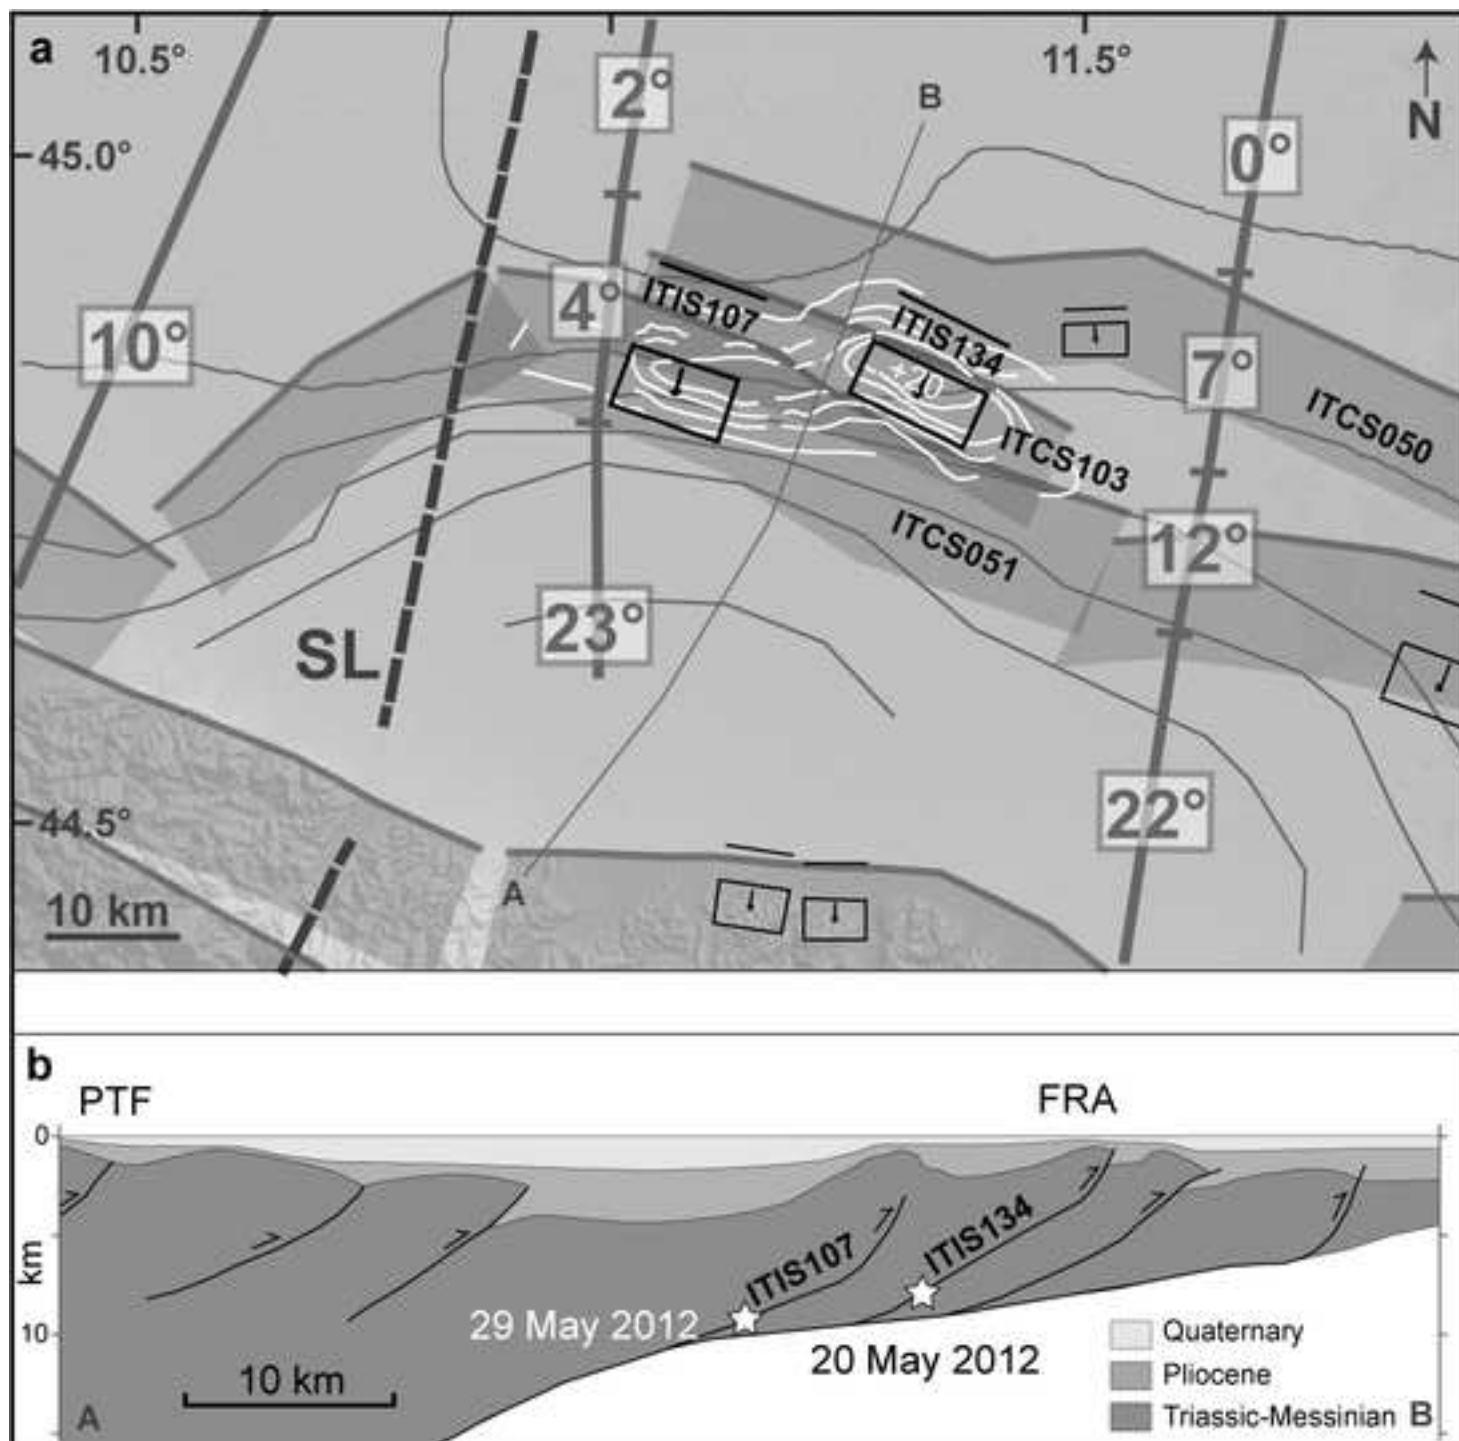 a
10.5°
11.5°
N
2°
B
0°
45.0°
4°
ITIS107
ITIS134
10°
7°
+20
ITCS050
ITCS103
ITCS051
12°
23°
SL
22°
44.5°
A
10 km
b
PTF
FRA
0
km
ITIS107
ITIS134
29 May 2012
10
20 May 2012
Quaternary
10 km
Pliocene
A
Triassic-Messinian B